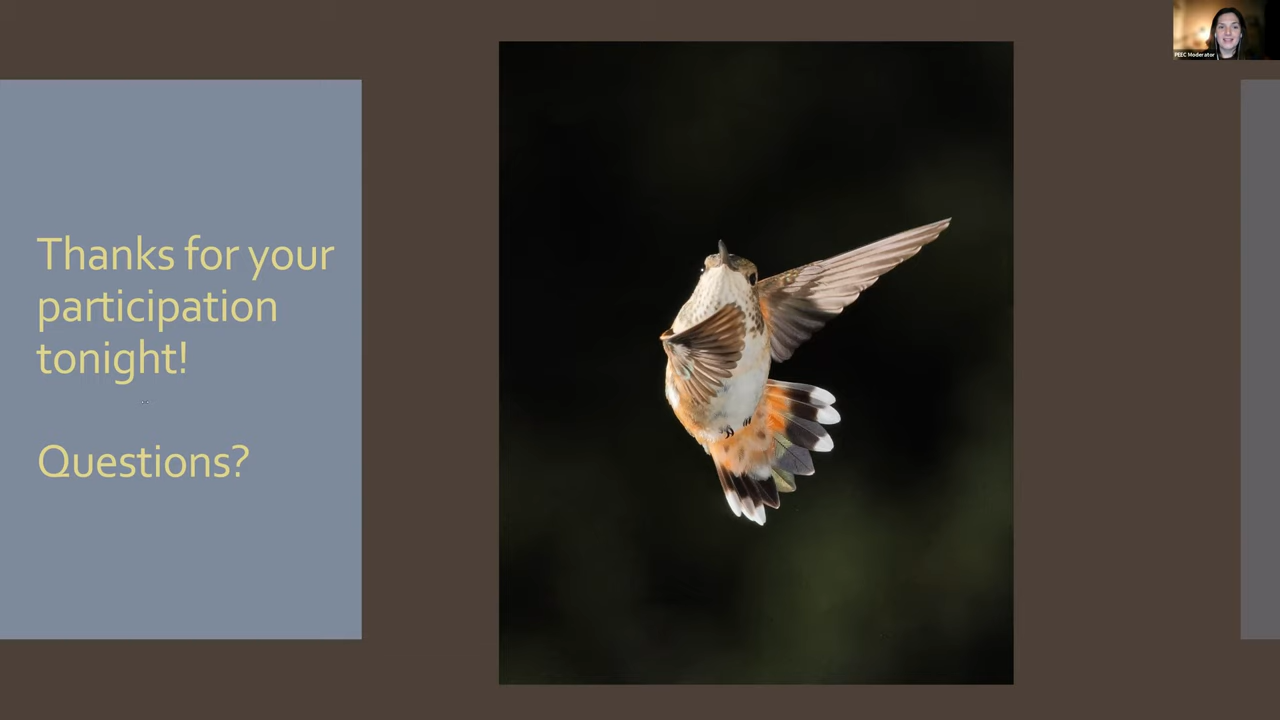 Thanks for your
participation
tonight!
Questions?
PEEC Moderator